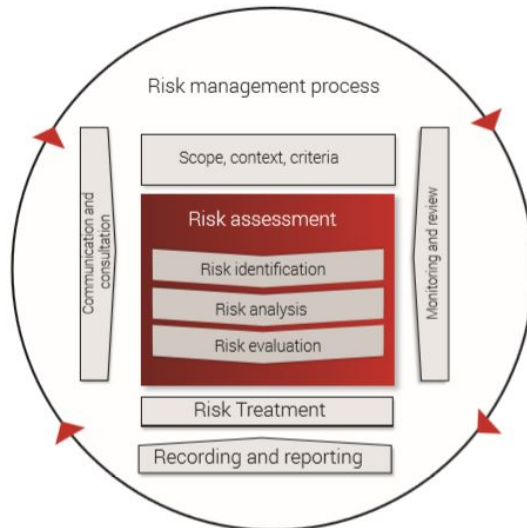 Risk management process
Scope, context, criteria
Communication and
consultation
Risk assessment
Risk identification
Risk analysis
Risk evaluation
Monitoring and review
Risk Treatment
Recording and reporting